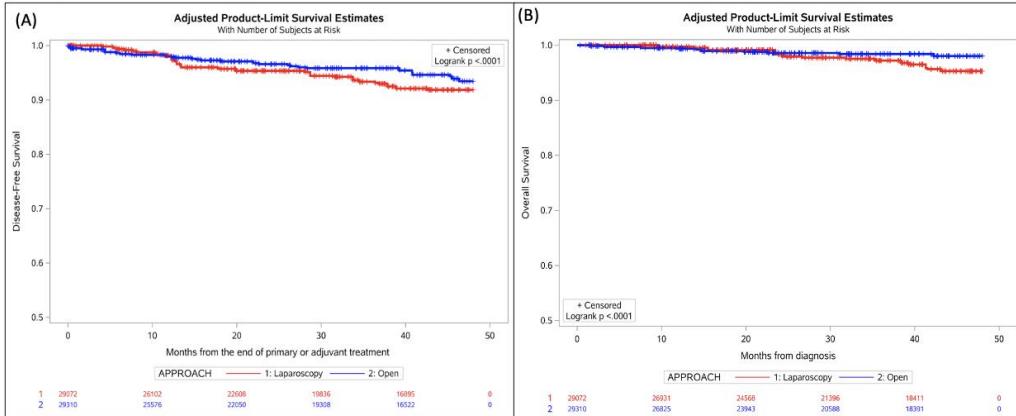 (A)
Adjusted Product-Limit Survival Estimates
With Number of Subjects at Risk
+ Censored
Logrank p <.0001
1.0
0.9
0.8
0.7
0.6
0.5
Disease-Free Survival
0 10 20 30 40 50
Months from the end of primary or adjuvant treatment
APPROACH 1: Laparoscopy 2: Open
1 29072 26102 22608 19836 16895 0
2 29310 25576 22050 19308 16522 0
(B)
Adjusted Product-Limit Survival Estimates
With Number of Subjects at Risk
1.0
0.9
0.8
0.7
0.6
0.5
Overall Survival
+ Censored
Logrank p <.0001
0 10 20 30 40 50
Months from diagnosis
APPROACH 1: Laparoscopy 2: Open
1 29072 26931 24568 21396 18411 0
2 29310 26825 23943 20588 18391 0